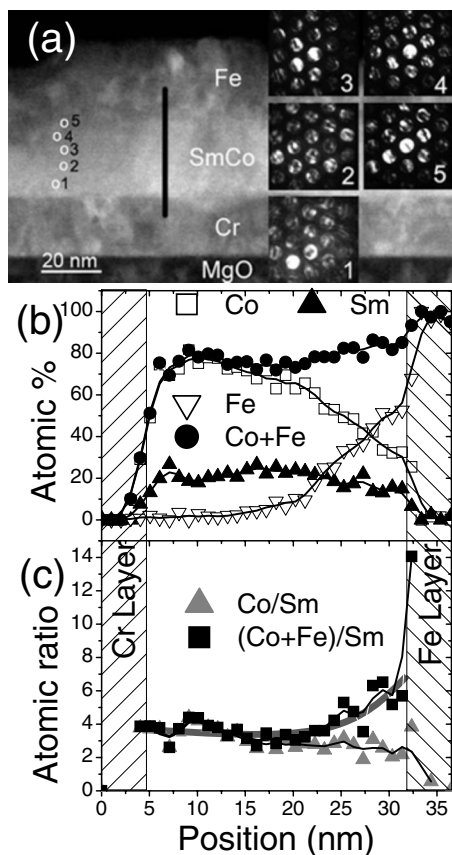 (a)
Fe
SmCo
Cr
MgO
20 nm
5
4
3
2
1
3
4
2
5
1
(b)
Co
Sm
Fe
Co+Fe
Atomic %
100
80
60
40
20
0
(c)
Co/Sm
(Co+Fe)/Sm
Cr Layer
Fe Layer
Atomic ratio
14
12
10
8
6
4
2
0
0 5 10 15 20 25 30 35
Position (nm)